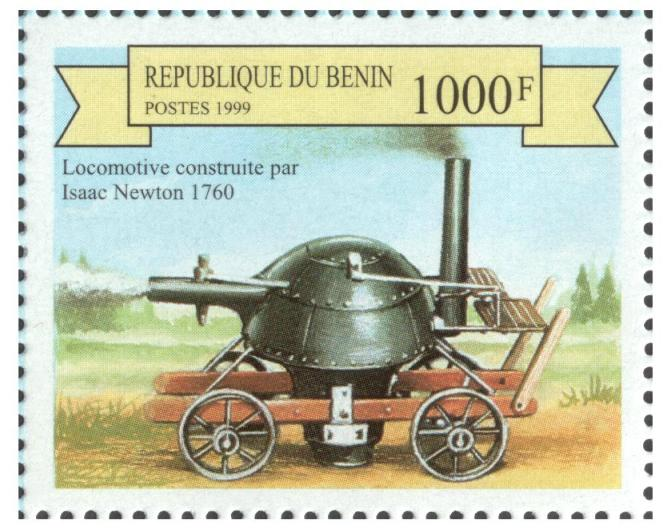 REPUBLIQUE DU BENIN
POSTES 1999
1000F
Locomotive construite par
Isaac Newton 1760